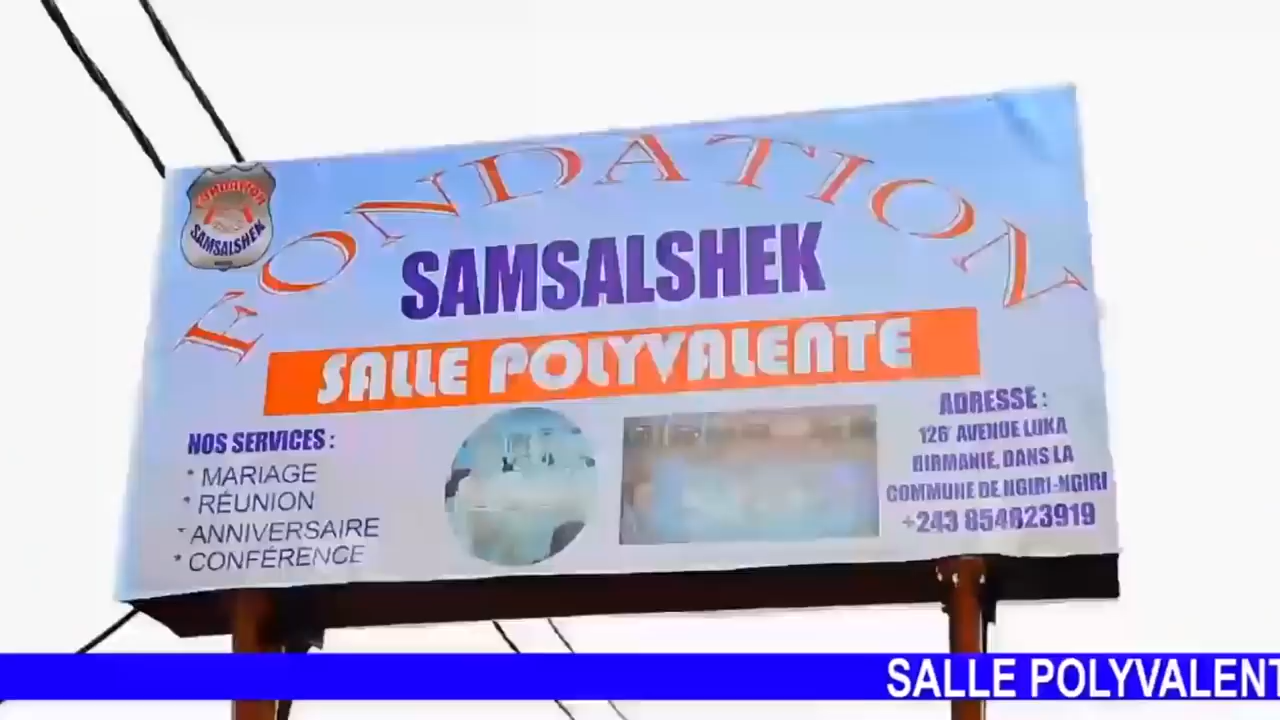 FONDATION
FONDATION
SAMSALSHEK
SAMSALSHEK
SALLE POLYVALENTE
NOS SERVICES :
* MARIAGE
* RÉUNION
* ANNIVERSAIRE
* CONFÉRENCE
ADRESSE :
126 AVENUE LUKA
BIRMANIE, DANS LA
COMMUNE DE NGIRI-NGIRI
+243 854823919
SALLE POLYVALENT